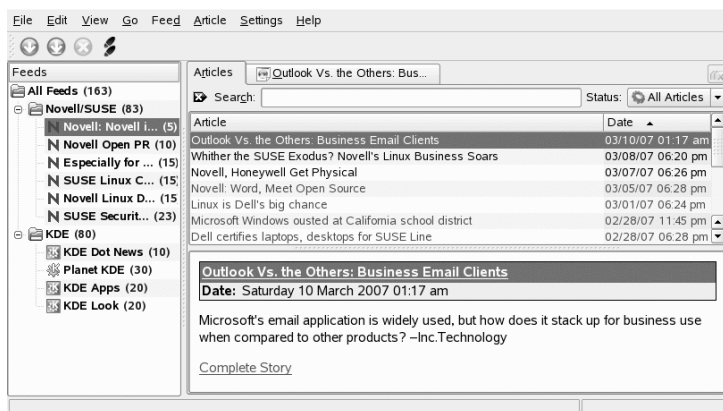 File Edit View Go Feed Article Settings Help
Feeds
All Feeds (163)
Novell/SUSE (83)
Novell: Novell i... (5)
Novell Open PR (10)
Especially for ... (15)
SUSE Linux C... (15)
Novell Linux D... (15
SUSE Securit... (23)
KDE (80)
KDE Dot News (10)
Planet KDE (30)
KDE Apps (20)
KDE Look (20)
Articles Outlook Vs. the Others: Bus...
Search: Status: All Articles
Article Date
Outlook Vs. the Others: Business Email Clients 03/10/07 01:17 am
Whither the SUSE Exodus? Novell's Linux Business Soars 03/08/07 06:20 pm
Novell, Honeywell Get Physical 03/07/07 06:26 pm
Novell: Word, Meet Open Source 03/05/07 06:28 pm
Linux is Dell's big chance 03/01/07 06:24 pm
Microsoft Windows ousted at California school district 02/28/07 11:45 pm
Dell certifies laptops, desktops for SUSE Line 02/28/07 06:28 pm
Outlook Vs. the Others: Business Email Clients
Date: Saturday 10 March 2007 01:17 am
Microsoft's email application is widely used, but how does it stack up for business use
when compared to other products? –Inc.Technology
Complete Story